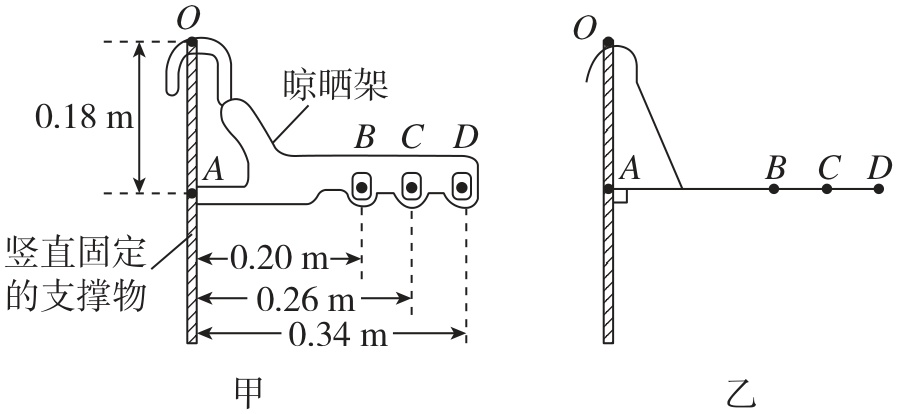 O
0.18 m
晾晒架
A
B C D
竖直固定
的支撑物
0.20 m
0.26 m
0.34 m
甲
O
A
B C D
乙